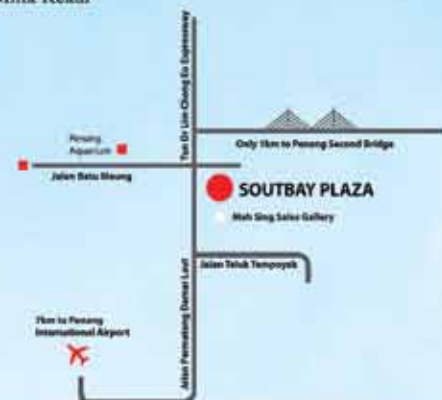 Tun Dr Lim Chong Eu Expressway
Only 1km to Penang Second Bridge
Penang
Aquarium
Jalan Batu Maung
SOUTBAY PLAZA
Mah Sing Sales Gallery
Jalan Teluk Tempoyak
Jalan Permatang Damar Laut
7km to Penang
International Airport